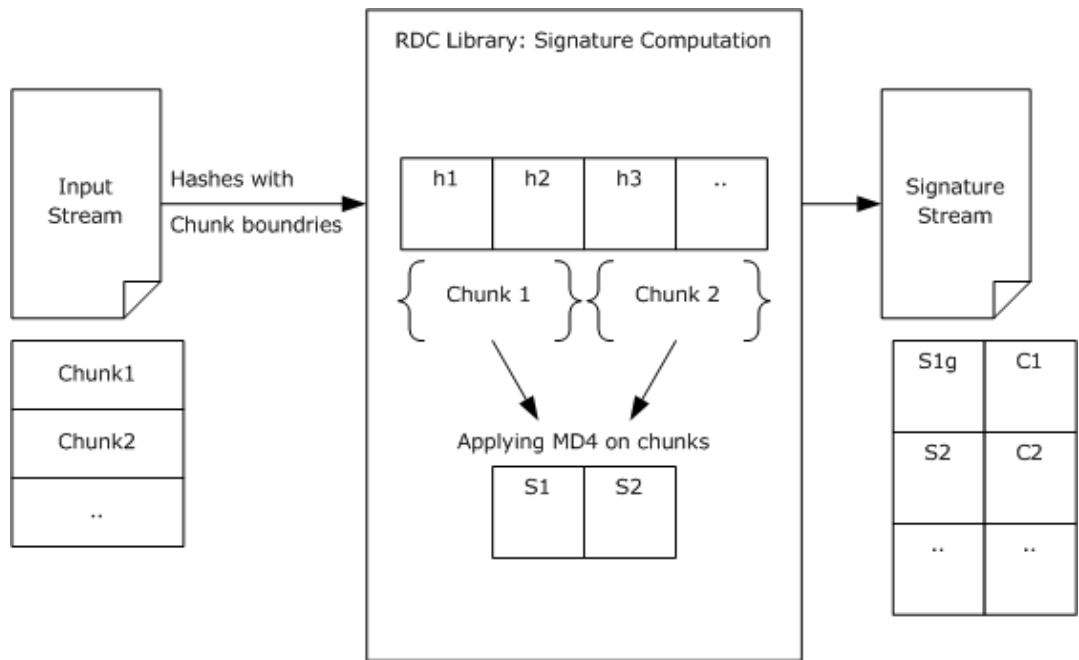 RDC Library: Signature Computation
Input
Stream
Hashes with
Chunk boundries
h1
h2
h3
..
Signature
Stream
Chunk 1
Chunk 2
Chunk1
Chunk2
..
Applying MD4 on chunks
S1
S2
S1g
C1
S2
C2
..
..